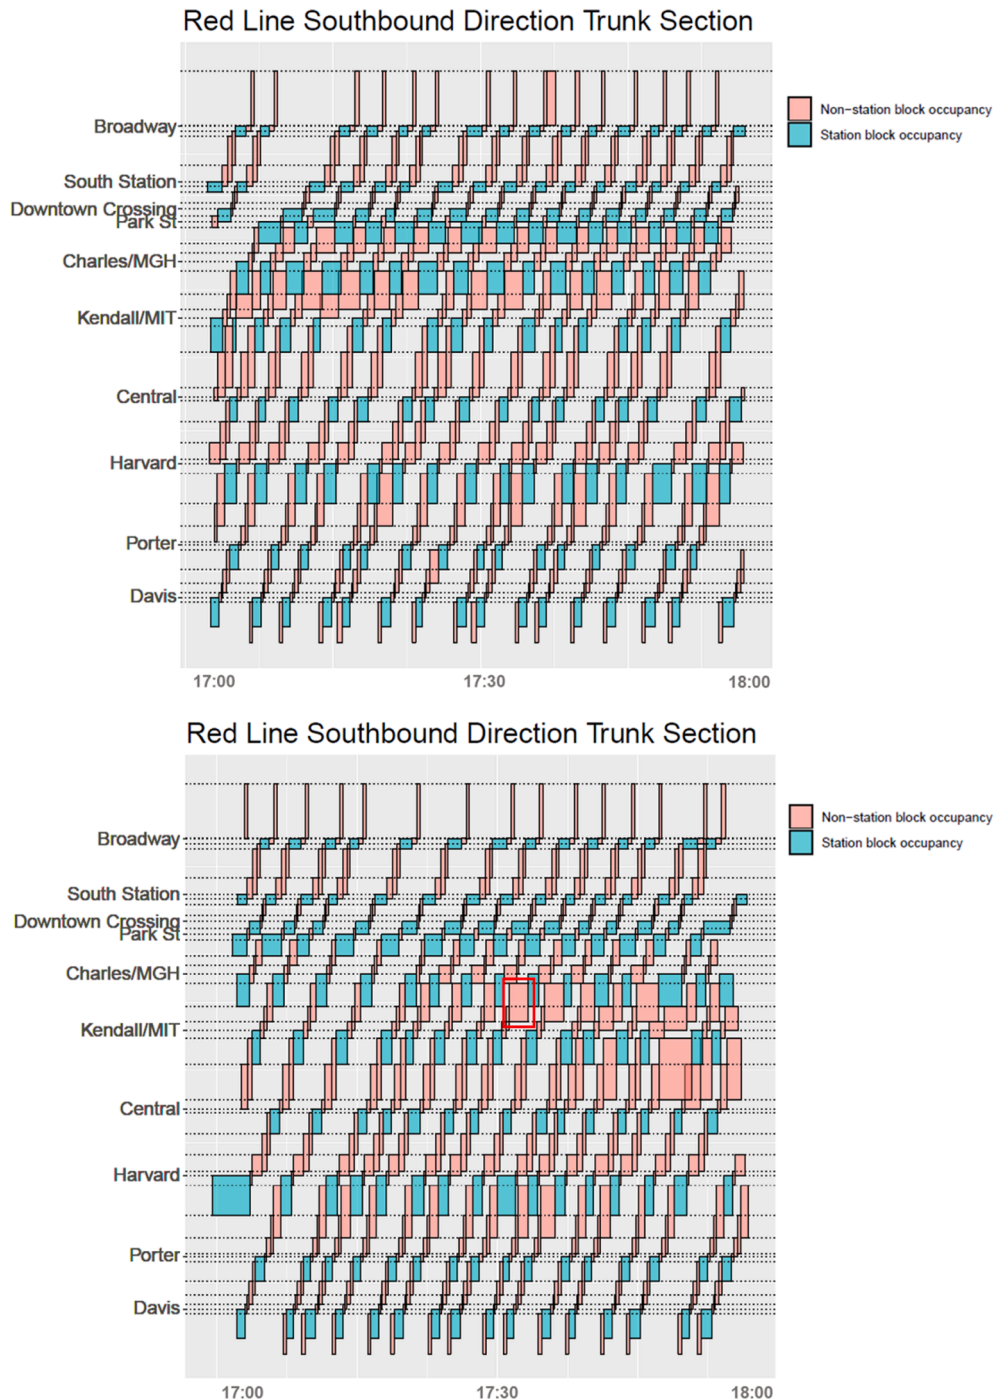 Red Line Southbound Direction Trunk Section
Non-station block occupancy
Station block occupancy
Broadway
South Station
Downtown Crossing
Park St
Charles/MGH
Kendall/MIT
Central
Harvard
Porter
Davis
17:00 17:30 18:00
Red Line Southbound Direction Trunk Section
Non-station block occupancy
Station block occupancy
Broadway
South Station
Downtown Crossing
Park St
Charles/MGH
Kendall/MIT
Central
Harvard
Porter
Davis
17:00 17:30 18:00